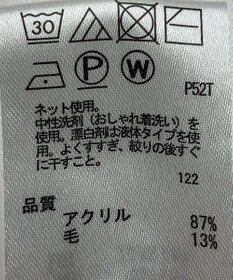 30
P W
P52T
ネット使用。
中性洗剤（おしゃれ着洗い）を
使用。漂白剤は液体タイプを使
用。よくすすぎ、絞りの後すぐ
に干すこと。
122
品質
アクリル 87%
毛 13%